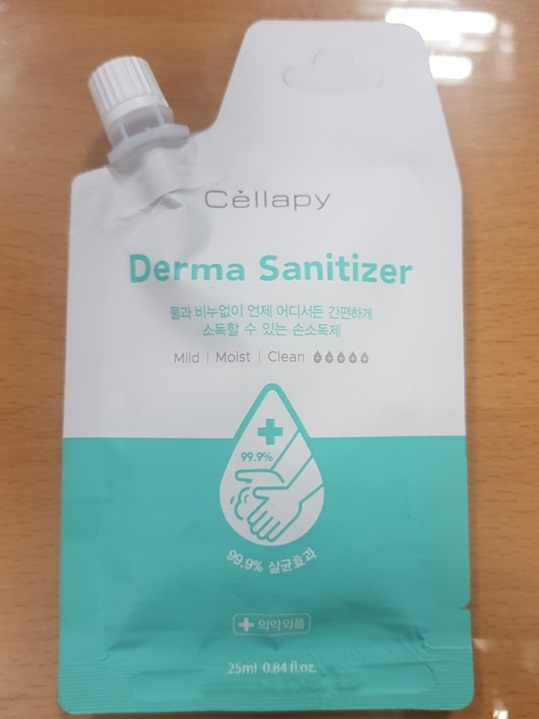 Cellapy
Derma Sanitizer
물과 비누없이 언제 어디서든 간편하게
소독할 수 있는 손소독제
Mild | Moist | Clean
99.9%
99.9% 살균효과
의약외품
25ml 0.84 fl oz.